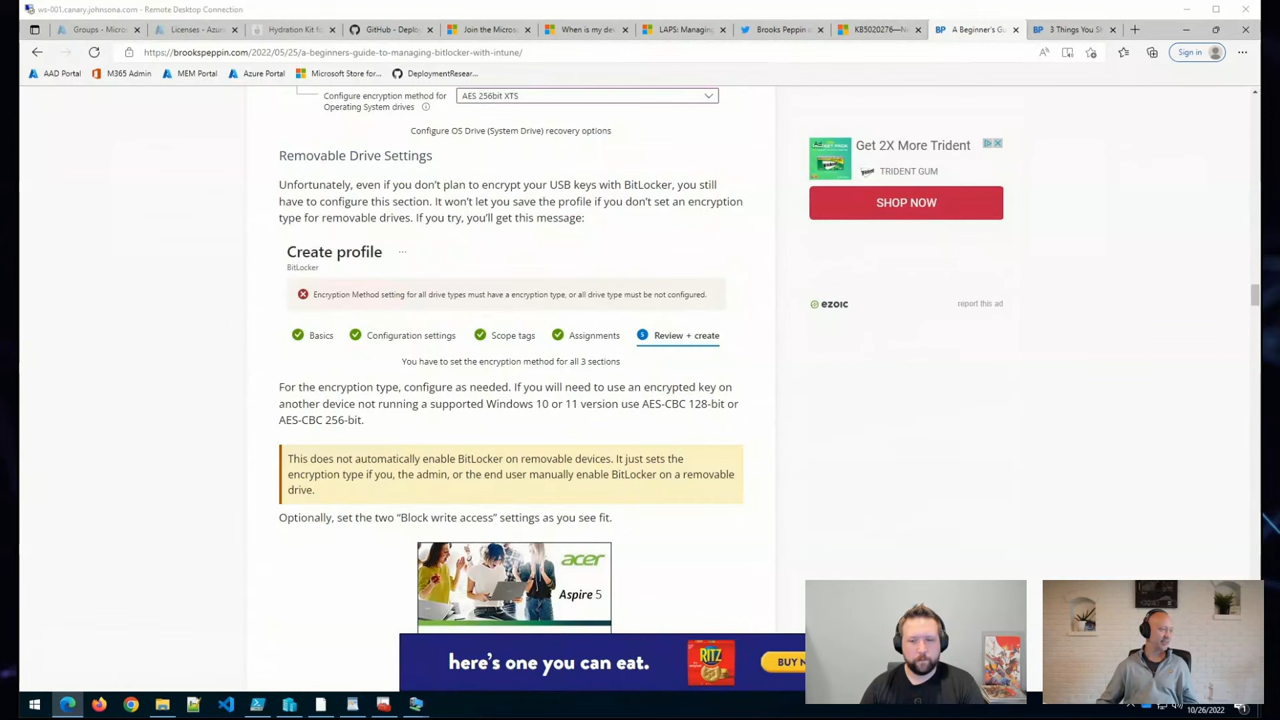 ws-001.canary.johnsona.com - Remote Desktop Connection
Groups - Micros
Licenses - Azure
Hydration Kit fo
GitHub - Deploy
Join the Micros
When is my de
LAPS: Managing
Brooks Peppin o
KB5020276—Ne
BP A Beginner's Gu
BP 3 Things You Sh
https://brookspeppin.com/2022/05/25/a-beginners-guide-to-managing-bitlocker-with-intune/
Sign in
AAD Portal
M365 Admin
MEM Portal
Azure Portal
Microsoft Store for...
DeploymentResear...
Configure encryption method for
Operating System drives
AES 256bit XTS
Configure OS Drive (System Drive) recovery options
Removable Drive Settings
Unfortunately, even if you don't plan to encrypt your USB keys with BitLocker, you still
have to configure this section. It won't let you save the profile if you don't set an encryption
type for removable drives. If you try, you'll get this message:
Create profile ...
BitLocker
Encryption Method setting for all drive types must have a encryption type, or all drive type must be not configured.
Basics
Configuration settings
Scope tags
Assignments
5 Review + create
You have to set the encryption method for all 3 sections
For the encryption type, configure as needed. If you will need to use an encrypted key on
another device not running a supported Windows 10 or 11 version use AES-CBC 128-bit or
AES-CBC 256-bit.
This does not automatically enable BitLocker on removable devices. It just sets the
encryption type if you, the admin, or the end user manually enable BitLocker on a removable
drive.
Optionally, set the two “Block write access” settings as you see fit.
acer
Aspire 5
Get 2X More Trident
TRIDENT GUM
SHOP NOW
ezoic
report this ad
here's one you can eat.
RITZ
BUY N
10/26/2022